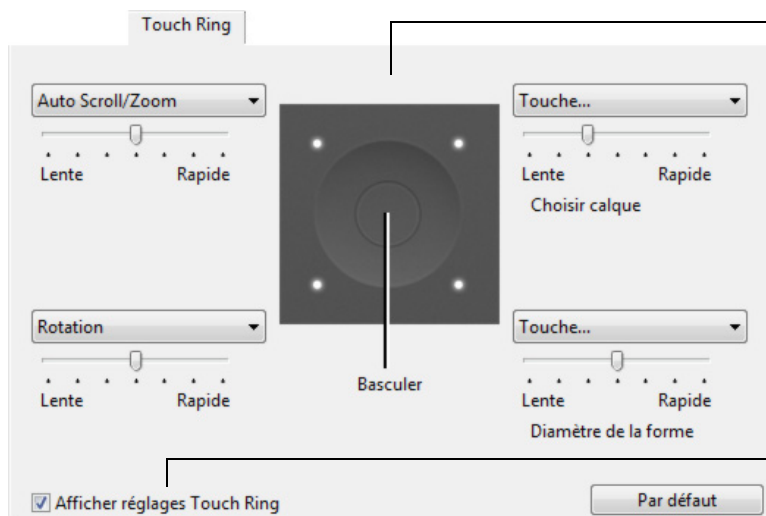 Touch Ring
Auto Scroll/Zoom
Lente Rapide
Touche...
Lente Rapide
Choisir calque
Rotation
Lente Rapide
Basculer
Touche...
Lente Rapide
Diamètre de la forme
Afficher réglages Touch Ring
Par défaut